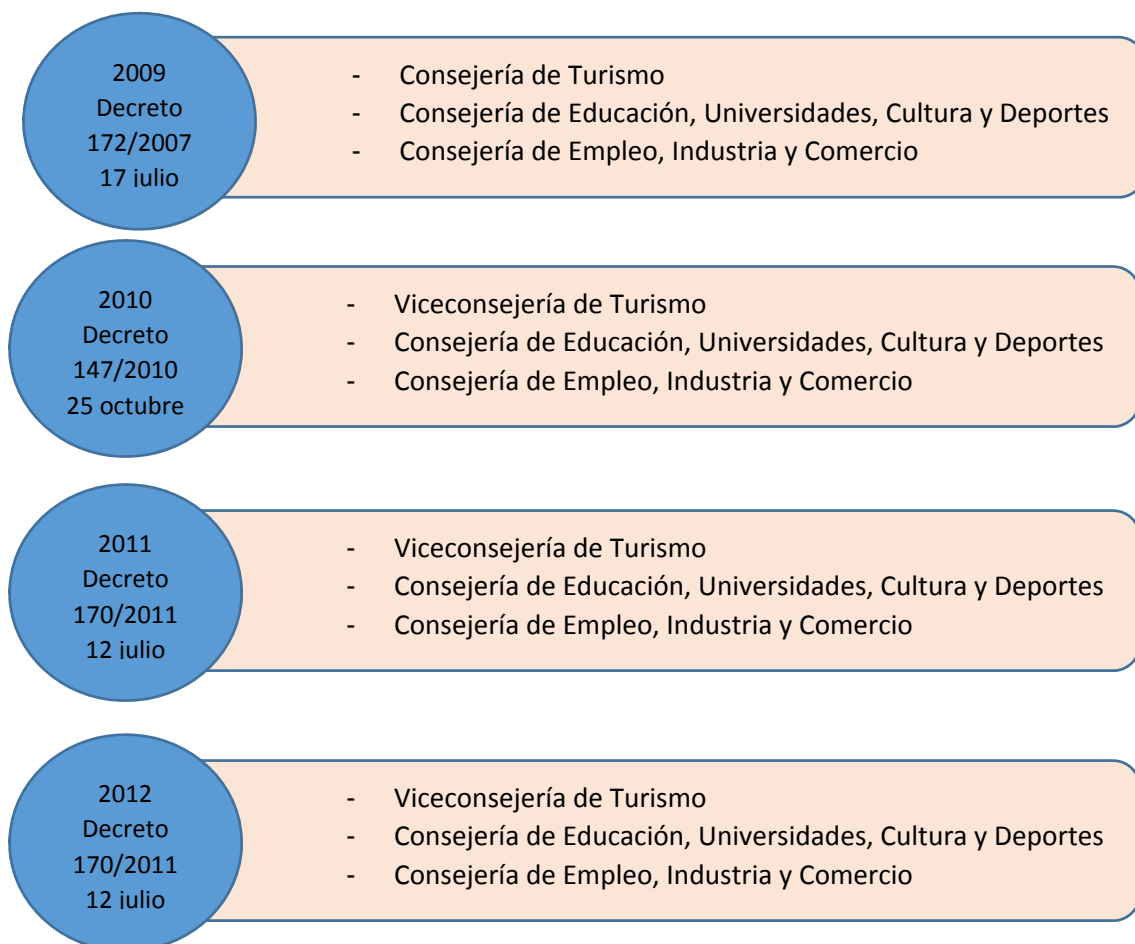 2009
Decreto
172/2007
17 julio
- Consejería de Turismo
- Consejería de Educación, Universidades, Cultura y Deportes
- Consejería de Empleo, Industria y Comercio
2010
Decreto
147/2010
25 octubre
- Viceconsejería de Turismo
- Consejería de Educación, Universidades, Cultura y Deportes
- Consejería de Empleo, Industria y Comercio
2011
Decreto
170/2011
12 julio
- Viceconsejería de Turismo
- Consejería de Educación, Universidades, Cultura y Deportes
- Consejería de Empleo, Industria y Comercio
2012
Decreto
170/2011
12 julio
- Viceconsejería de Turismo
- Consejería de Educación, Universidades, Cultura y Deportes
- Consejería de Empleo, Industria y Comercio